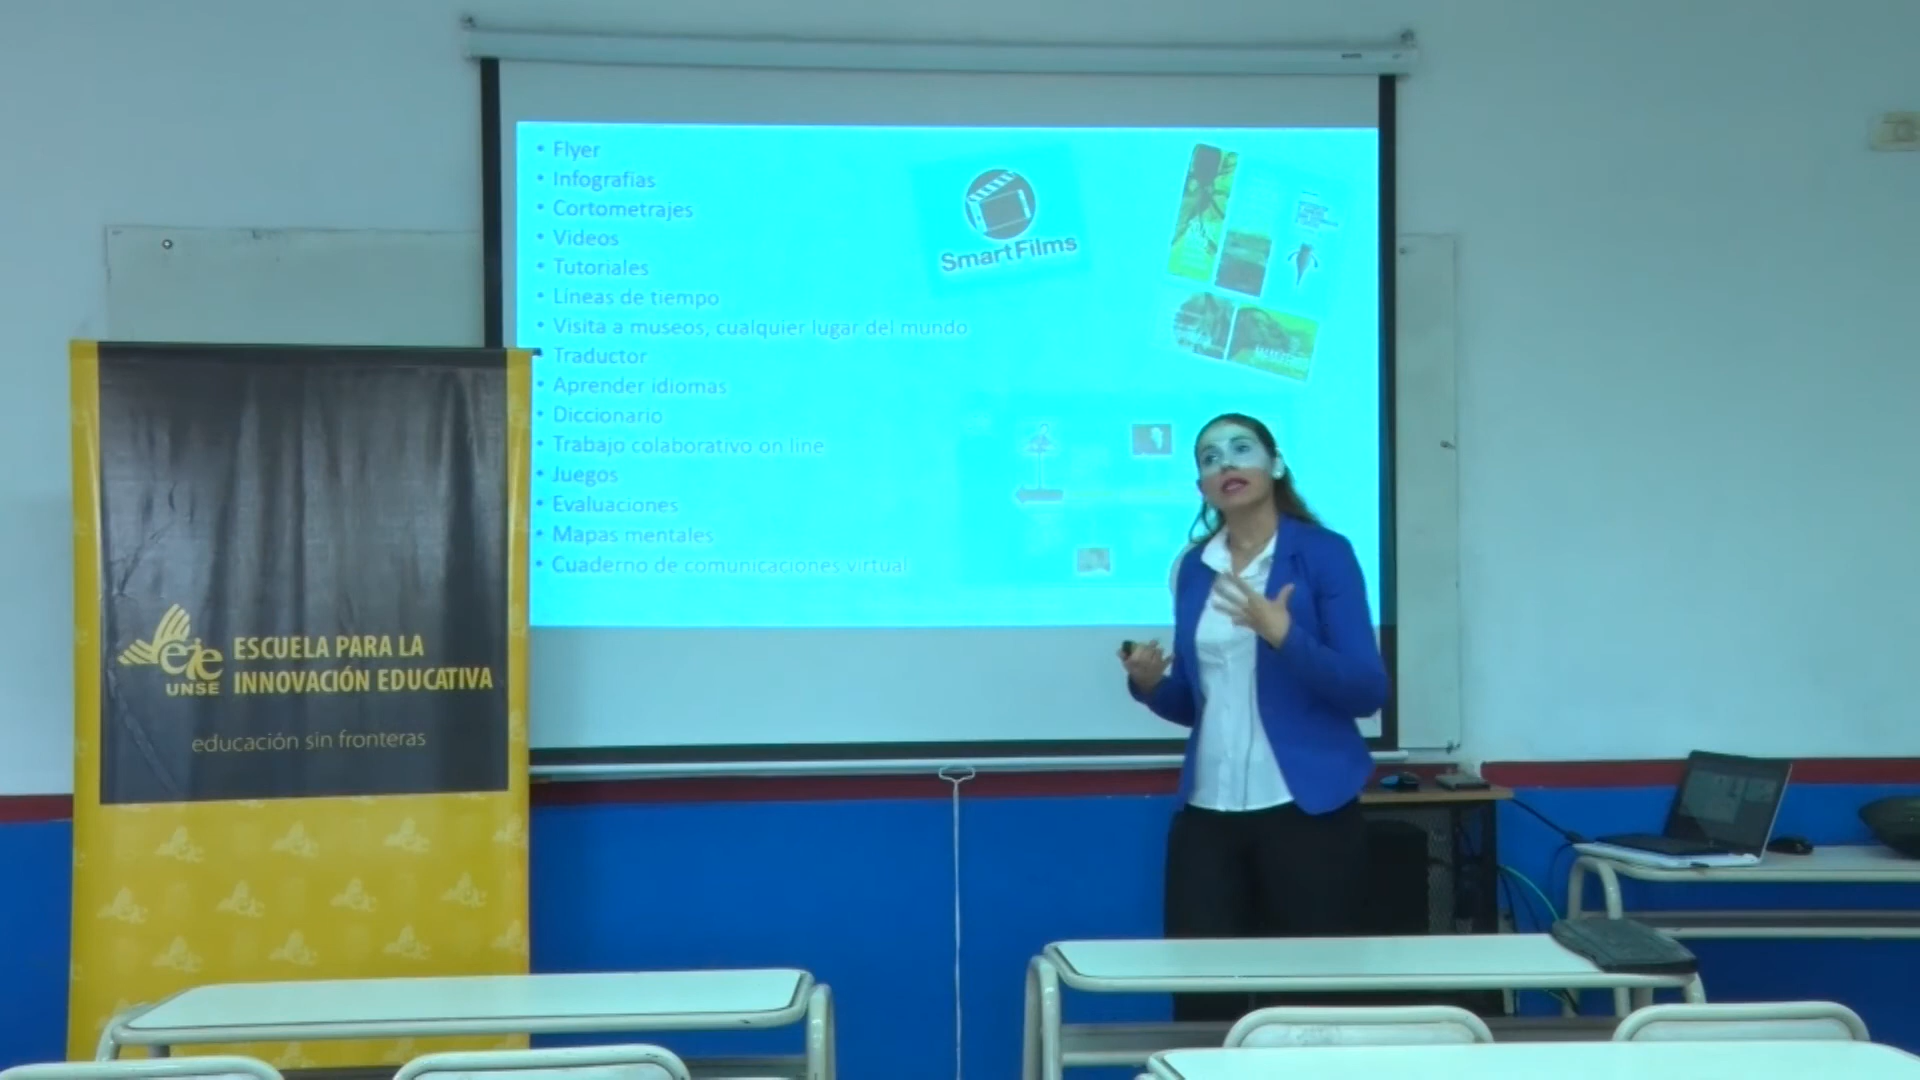 • Flyer
• Infografias
• Cortometrajes
• Videos
• Tutoriales
• Lineas de tiempo
• Visita a museos, cualquier lugar del mundo
• Traductor
• Aprender idiomas
• Diccionario
• Trabajo colaborativo on line
• Juegos
• Evaluaciones
• Mapas mentales
• Cuaderno de comunicaciones virtual
SmartFilms
eie
UNSE
ESCUELA PARA LA
INNOVACIÓN EDUCATIVA
educación sin fronteras